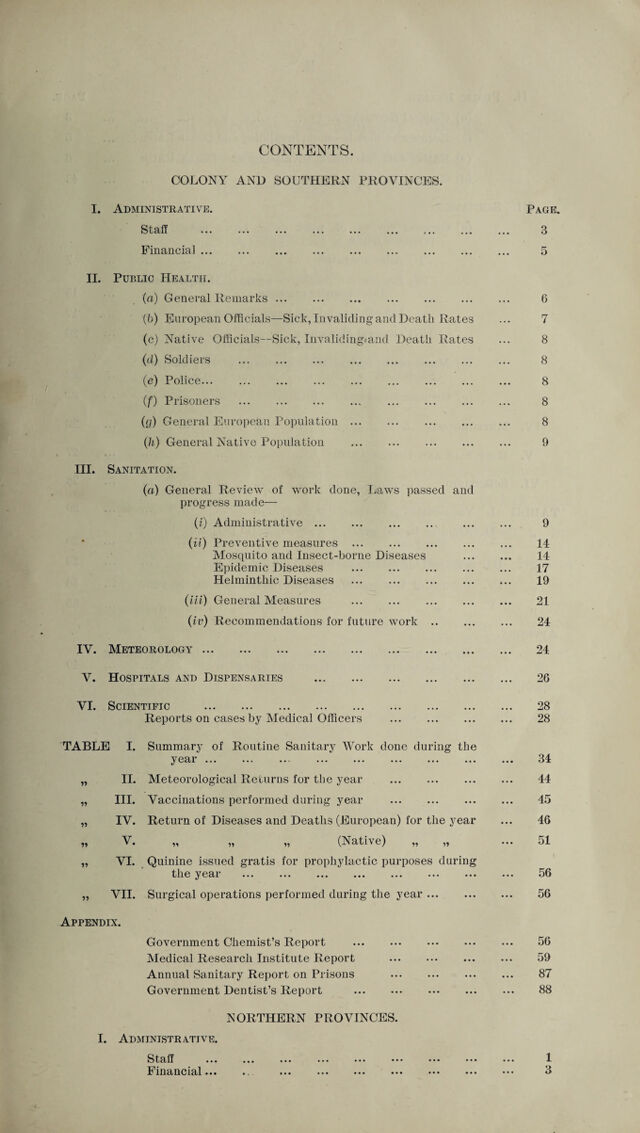 CONTENTS.
COLONY AND SOUTHERN PROVINCES.
I. ADMINISTRATIVE. PAGE.
Staff ... ... ... ... ... ... ... ... ... 3
Financial ... ... ... ... ... ... ... ... ... 5
II. PUBLIC HEALTH.
(a) General Remarks ... ... ... ... ... ... ... 6
(b) European Officials—Sick, Invaliding and Death Rates ... 7
(c) Native Officials--Sick, Invaliding and Death Rates ... 8
(d) Soldiers ... ... ... ... ... ... ... ... 8
(e) Police... ... ... ... ... ... ... ... ... 8
(f) Prisoners ... ... ... ... ... ... ... ... 8
(g) General European Population ... ... ... ... ... 8
(h) General Native Population ... ... ... ... ... 9
III. SANITATION.
(a) General Review of work done, Laws passed and
progress made—
(i) Administrative ... ... ... .. ... ... 9
(ii) Preventive measures ... ... ... ... ... 14
Mosquito and Insect-borne Diseases ... ... 14
Epidemic Diseases ... ... ... ... ... 17
Helminthic Diseases ... ... ... ... ... 19
(iii) General Measures ... ... ... ... ... 21
(iv) Recommendations for future work .. ... ... 24
IV. METEOROLOGY ... ... ... ... ... ... ... ... ... 24
V. HOSPITALS AND DISPENSARIES ... ... ... ... ... ... 26
VI. SCIENTIFIC ... ... ... ... ... ... ... ... ... 28
Reports on cases by Medical Officers ... ... ... ... 28
TABLE I. Summary of Routine Sanitary Work done during the
year ... ... ... ... ... ... ... ... ... 34
„ II. Meteorological Returns for the year ... ... ... ... 44
„ III. Vaccinations performed during year ... ... ... ... 45
„ IV. Return of Diseases and Deaths (European) for the year ... 46
„ V. „ „ „ (Native) „ „ ... 51
„ VI. Quinine issued gratis for prophylactic purposes during
the year ... ... ... ... ... ... ... ... 56
„ VII. Surgical operations performed during the year ... ... ... 56
APPENDIX.
Government Chemist's Report ... ... ... ... ... 56
Medical Research Institute Report ... ... ... ... 59
Annual Sanitary Report on Prisons ... ... ... ... 87
Government Dentist's Report ... ... ... ... ... 88
NORTHERN PROVINCES.
I. ADMINISTRATIVE.
Staff ... ... ... ... ... ... ... ... ... 1
Financial ... .. ... ... ... ... ... ... ... 3